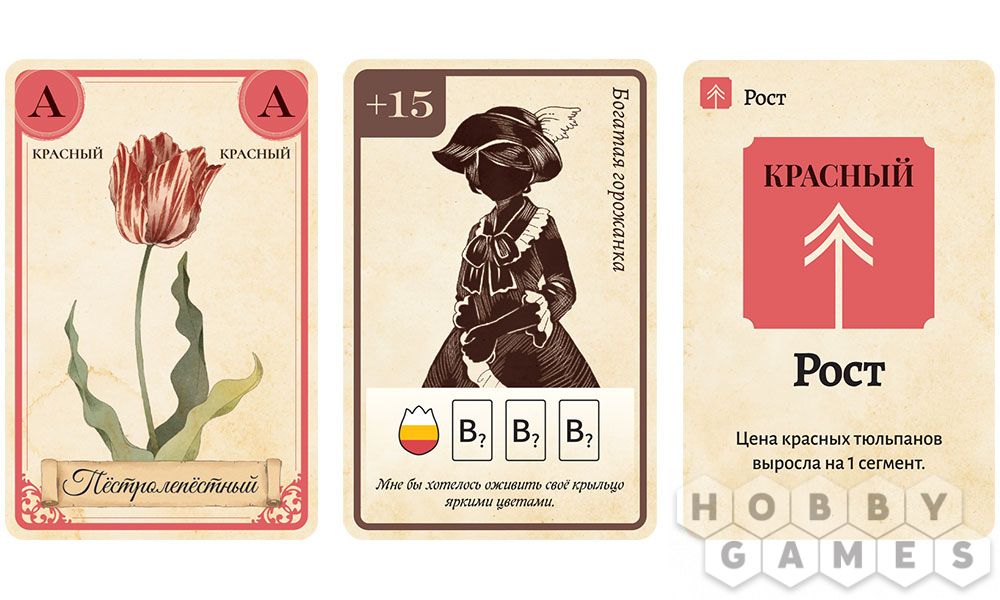 А
А
КРАСНЫЙ
КРАСНЫЙ
Пёстролепёстный
+15
Богатая горожанка
В?
В?
В?
Мне бы хотелось оживить своё крыльцо
яркими цветами.
Рост
КРАСНЫЙ
Рост
Цена красных тюльпанов
выросла на 1 сегмент.
HOBBY
GAMES